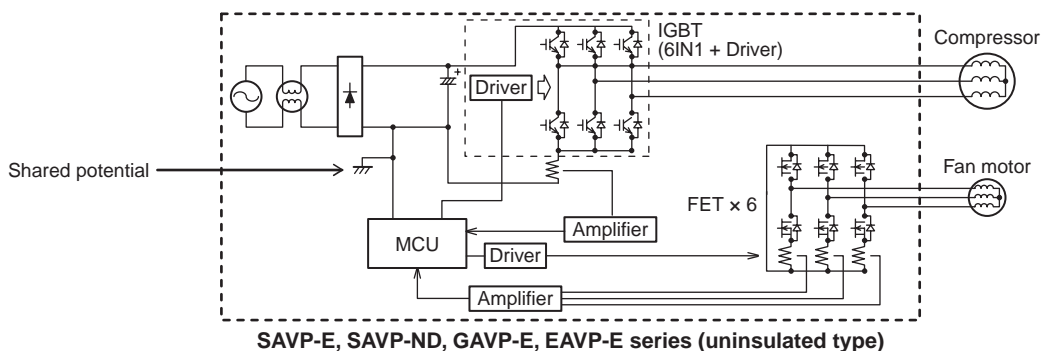 IGBT
(6IN1 + Driver)
Compressor
+
Driver
Shared potential
Fan motor
FET × 6
Amplifier
MCU
Driver
Amplifier
SAVP-E, SAVP-ND, GAVP-E, EAVP-E series (uninsulated type)